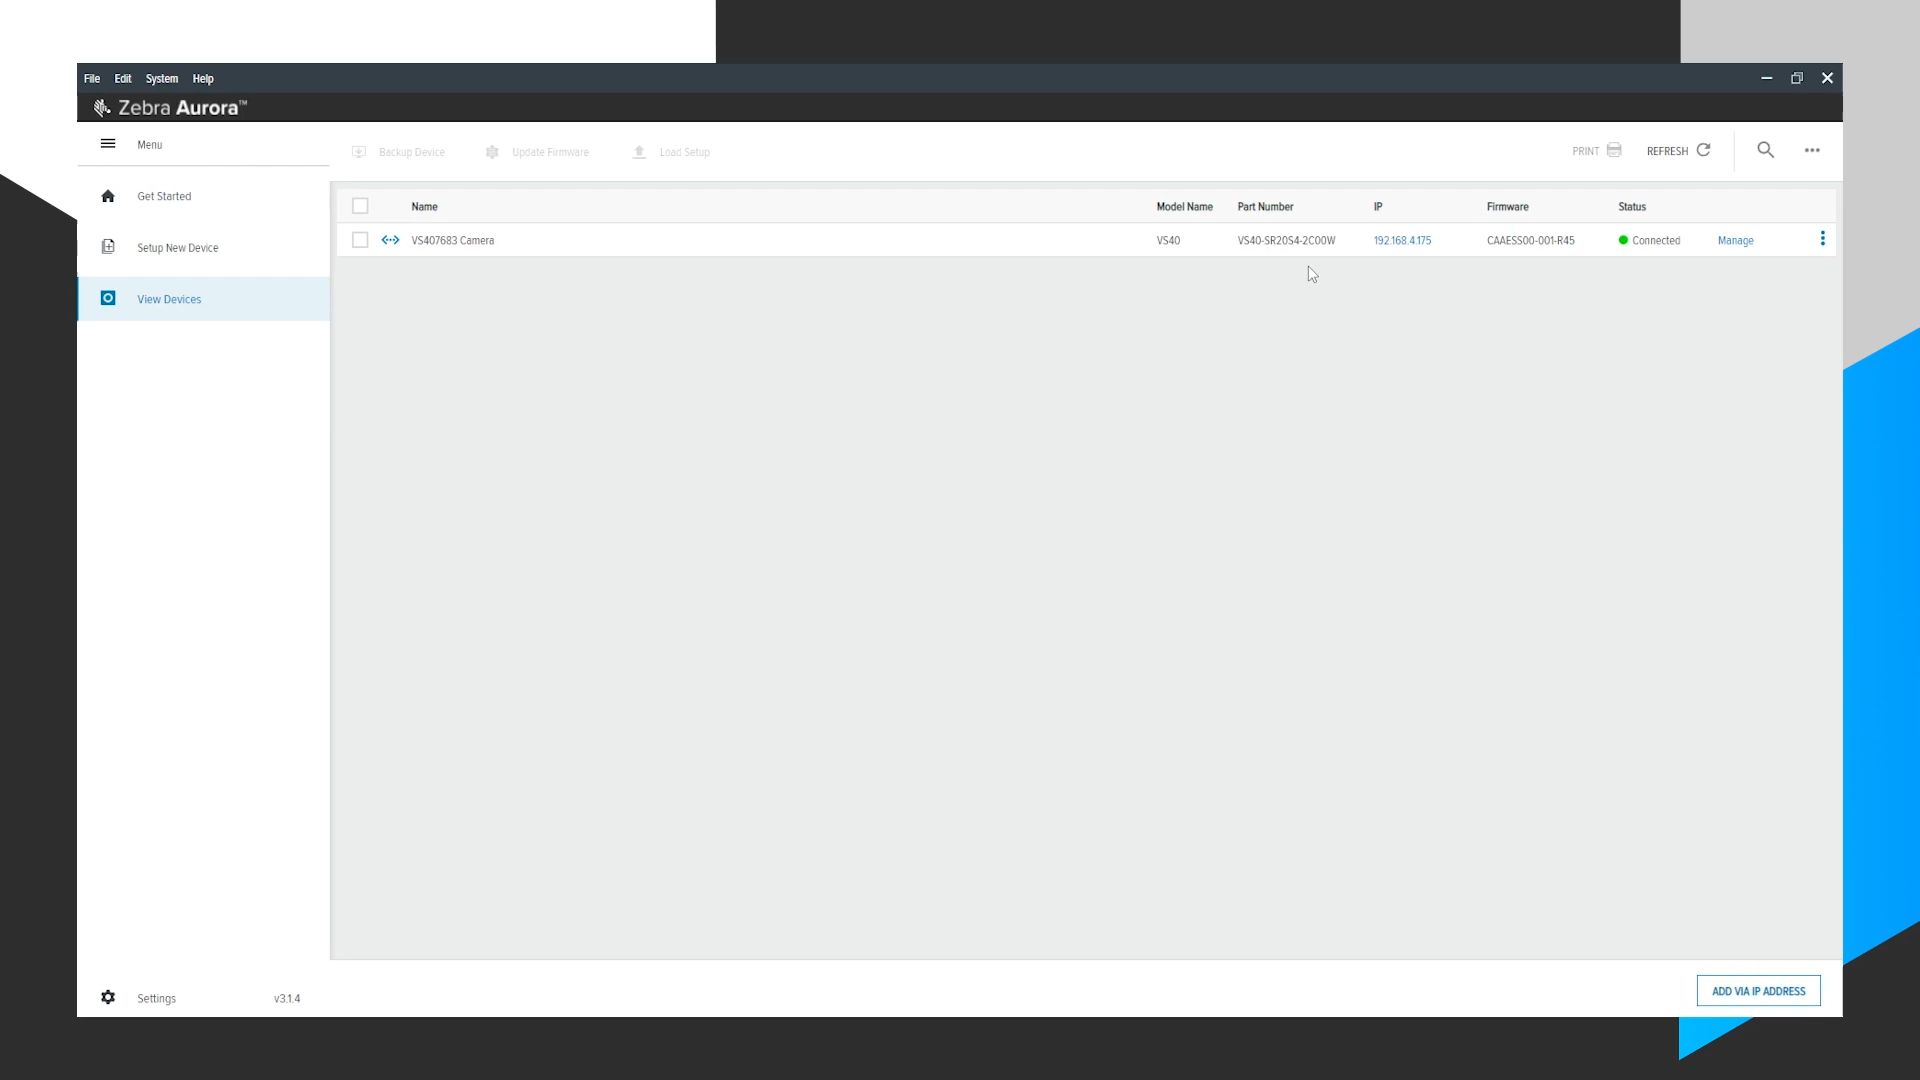 File Edit System Help
Zebra Aurora™
Menu
Backup Device Update Firmware Load Setup PRINT REFRESH
Get Started
Setup New Device
View Devices
Name Model Name Part Number IP Firmware Status
VS407683 Camera VS40 VS40-SR20S4-2C00W 192.168.4.175 CAAESS00-001-R45 Connected Manage
Settings v3.1.4
ADD VIA IP ADDRESS